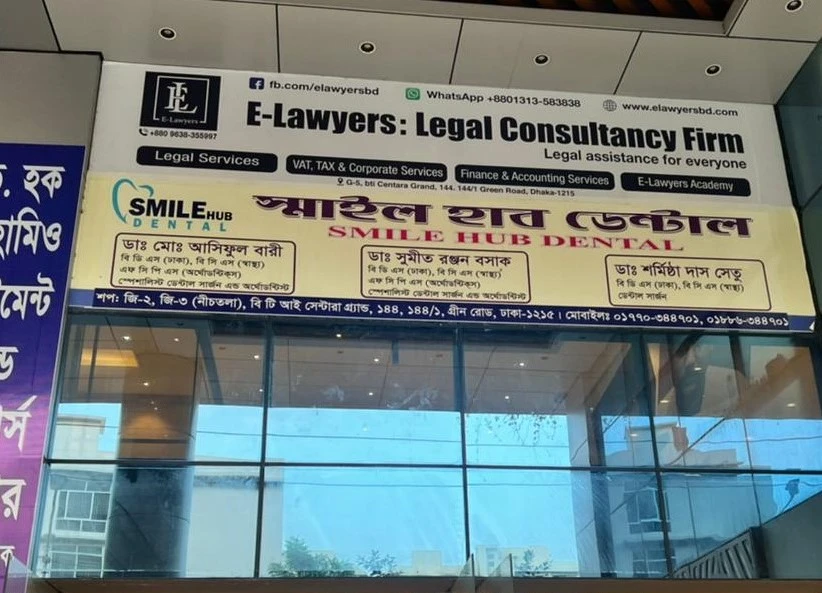 fb.com/elawyersbd
WhatsApp +8801313-583838
www.elawyersbd.com
E-Lawyers
+880 9638-355997
E-Lawyers: Legal Consultancy Firm
Legal assistance for everyone
Legal Services
VAT, TAX & Corporate Services
Finance & Accounting Services
E-Lawyers Academy
G-5, bti Centara Grand, 144, 144/1 Green Road, Dhaka-1215
SMILE HUB
DENTAL
স্মাইল হাব ডেন্টাল
SMILE HUB DENTAL
ডাঃ মোঃ আসিফুল বারী
বি ডি এস (ঢাকা), বি সি এস (স্বাস্থ্য)
এফ সি পি এস (অর্থোডন্টিক্স)
স্পেশালিস্ট ডেন্টাল সার্জন এন্ড অর্থোডন্টিস্ট
ডাঃ সুমীত রঞ্জন বসাক
বি ডি এস (ঢাকা), বি সি এস (স্বাস্থ্য)
এফ সি পি এস (অর্থোডন্টিক্স)
স্পেশালিস্ট ডেন্টাল সার্জন এন্ড অর্থোডন্টিস্ট
ডাঃ শর্মিষ্ঠা দাস সেতু
বি ডি এস (ঢাকা), বি সি এস (স্বাস্থ্য)
ডেন্টাল সার্জন
শপ: জি-২, জি-৩ (নীচতলা), বি টি আই সেন্টারা গ্র্যান্ড, ১৪৪, ১৪৪/১, গ্রীন রোড, ঢাকা-১২১৫ । মোবাইলঃ ০১৭৭০-৩৪৪৭০১, ০১৮৮৬-৩৪৪৭০১
. হক